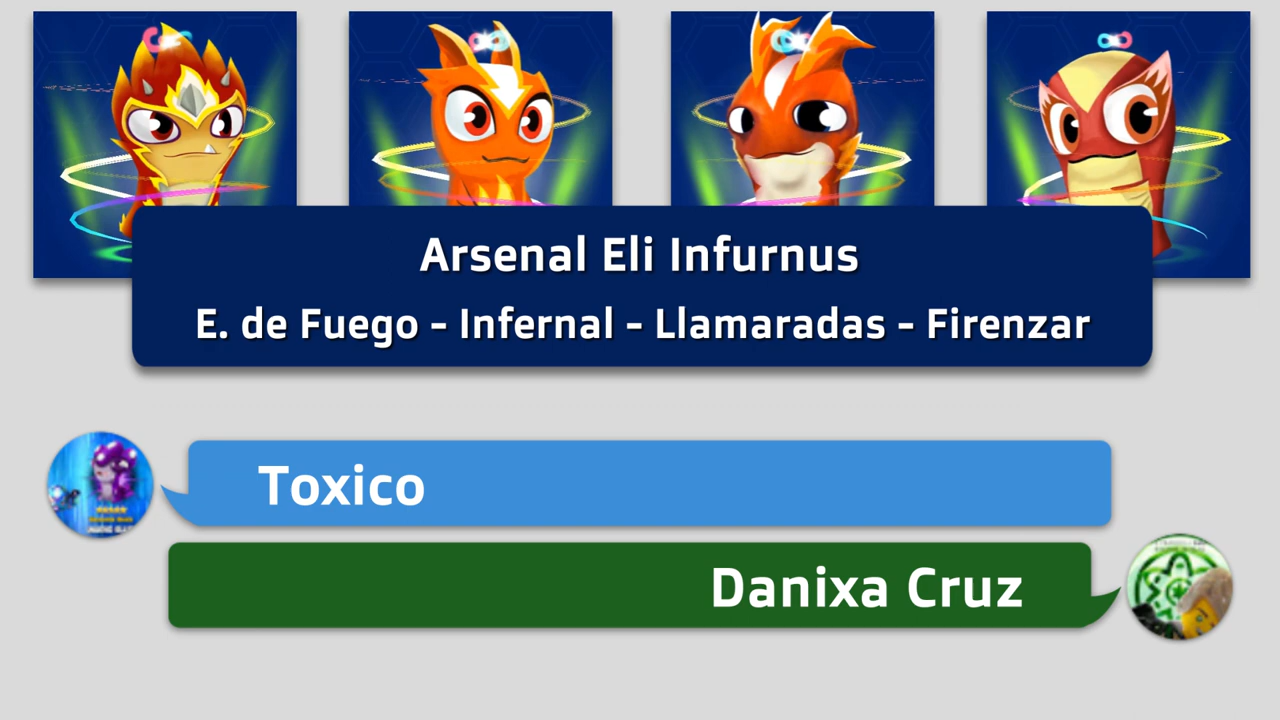 Arsenal Eli Infurnus
E. de Fuego - Infernal - Llamaradas - Firenzar
Toxico
Danixa Cruz